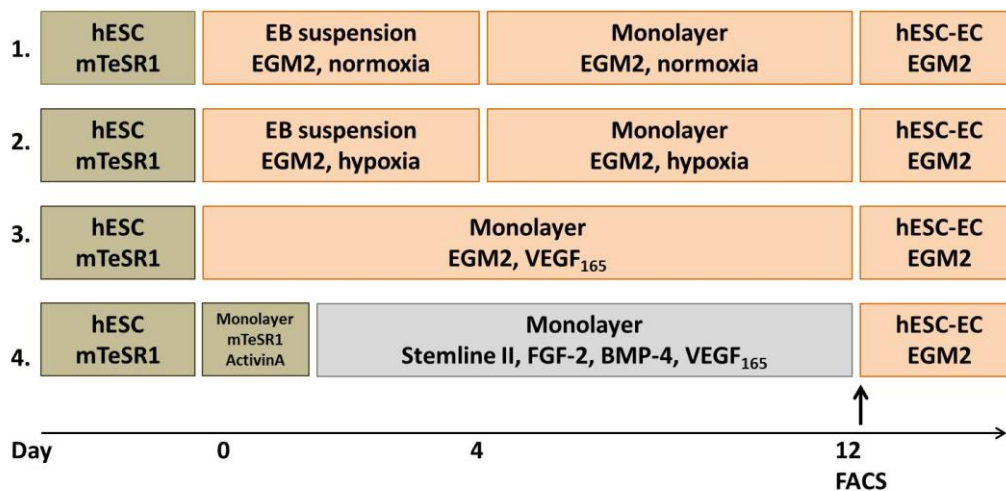 1.
hESC
mTeSR1
EB suspension
EGM2, normoxia
Monolayer
EGM2, normoxia
hESC-EC
EGM2
2.
hESC
mTeSR1
EB suspension
EGM2, hypoxia
Monolayer
EGM2, hypoxia
hESC-EC
EGM2
3.
hESC
mTeSR1
Monolayer
EGM2, VEGF₁₆₅
hESC-EC
EGM2
4.
hESC
mTeSR1
Monolayer
mTeSR1
ActivinA
Monolayer
Stemline II, FGF-2, BMP-4, VEGF₁₆₅
hESC-EC
EGM2
Day 0 4 12
FACS